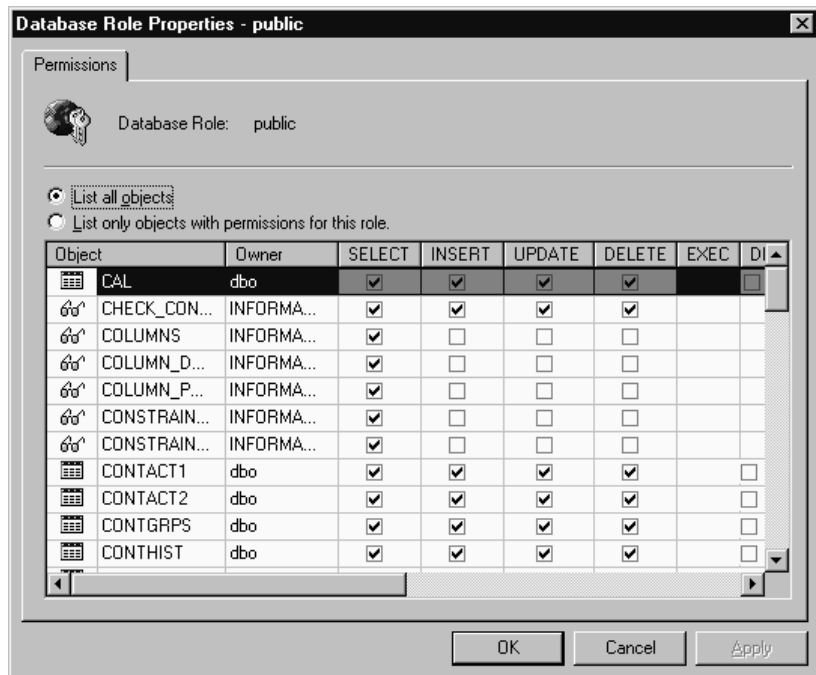 Database Role Properties - public
Permissions
Database Role: public
List all objects
List only objects with permissions for this role.
Object Owner SELECT INSERT UPDATE DELETE EXEC DI
CAL dbo
CHECK_CON... INFORMA...
COLUMNS INFORMA...
COLUMN_D... INFORMA...
COLUMN_P... INFORMA...
CONSTRAIN... INFORMA...
CONSTRAIN... INFORMA...
CONTACT1 dbo
CONTACT2 dbo
CONTGRPS dbo
CONTHIST dbo
OK Cancel Apply